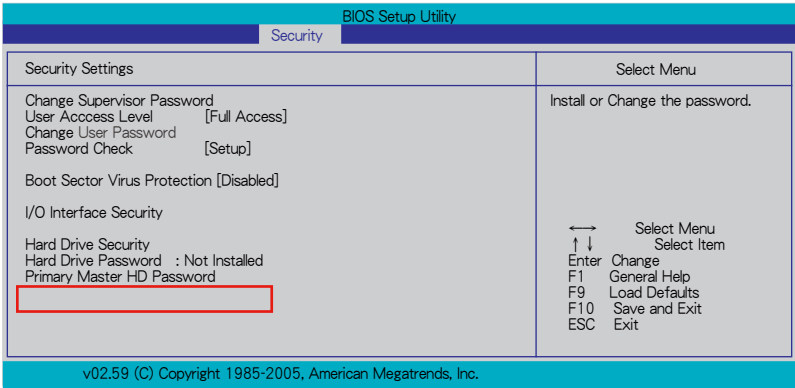 BIOS Setup Utility
Security
Security Settings
Change Supervisor Password
User Acccess Level [Full Access]
Change User Password
Password Check [Setup]
Boot Sector Virus Protection [Disabled]
I/O Interface Security
Hard Drive Security
Hard Drive Password : Not Installed
Primary Master HD Password
Select Menu
Install or Change the password.
←→ Select Menu
↑↓ Select Item
Enter Change
F1 General Help
F9 Load Defaults
F10 Save and Exit
ESC Exit
v02.59 (C) Copyright 1985-2005, American Megatrends, Inc.